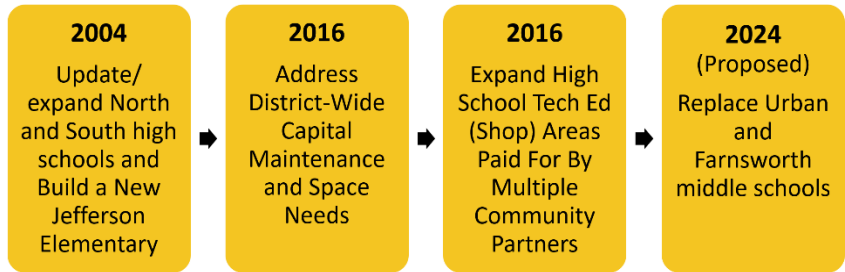 2004
Update/
expand North
and South high
schools and
Build a New
Jefferson
Elementary
2016
Address
District-Wide
Capital
Maintenance
and Space
Needs
2016
Expand High
School Tech Ed
(Shop) Areas
Paid For By
Multiple
Community
Partners
2024
(Proposed)
Replace Urban
and
Farnsworth
middle schools